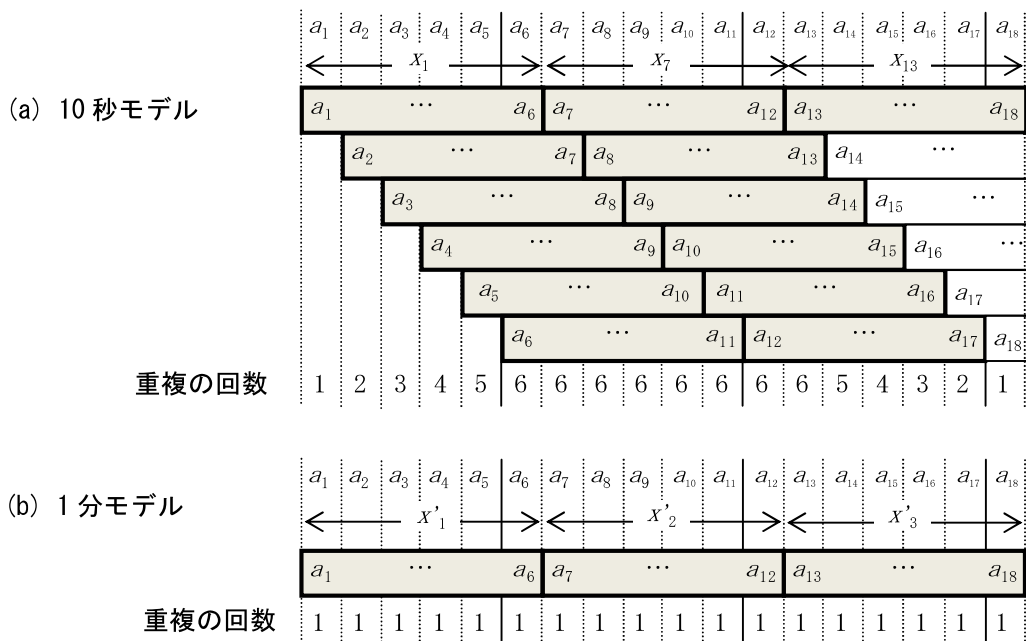 a1 a2 a3 a4 a5 a6 a7 a8 a9 a10 a11 a12 a13 a14 a15 a16 a17 a18
X1 X7 X13
(a) 10秒モデル
a1 … a6 a7 … a12 a13 … a18
a2 … a7 a8 … a13 a14 …
a3 … a8 a9 … a14 a15 …
a4 … a9 a10 … a15 a16 …
a5 … a10 a11 … a16 a17
a6 … a11 a12 … a17 a18
重複の回数 1 2 3 4 5 6 6 6 6 6 6 6 6 5 4 3 2 1
a1 a2 a3 a4 a5 a6 a7 a8 a9 a10 a11 a12 a13 a14 a15 a16 a17 a18
(b) 1分モデル
X'1 X'2 X'3
a1 … a6 a7 … a12 a13 … a18
重複の回数 1 1 1 1 1 1 1 1 1 1 1 1 1 1 1 1 1 1